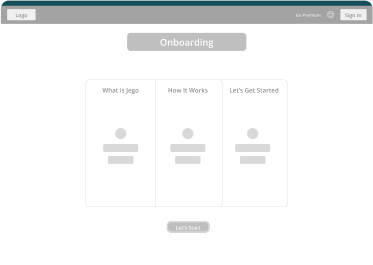 Logo
Go Premium
Sign In
Onboarding
What is Jego
How It Works
Let's Get Started
Let's Start